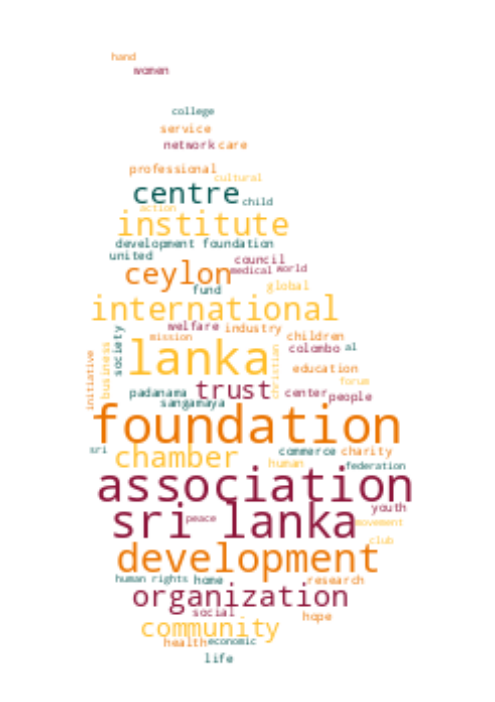 hand
women
college
service
network care
professional
cultural
centre child
action
institute
development foundation
united council
ceylon medical world
fund global
international
welfare industry
mission children
society lanka colombo al
business christian
initiative education
forum
padanama trust center people
sangamaya
foundation
sri commerce charity
chamber human federation
association
youth
sri lanka peace movement
club
development
human rights home research
organization
social hope
community
health economic
life